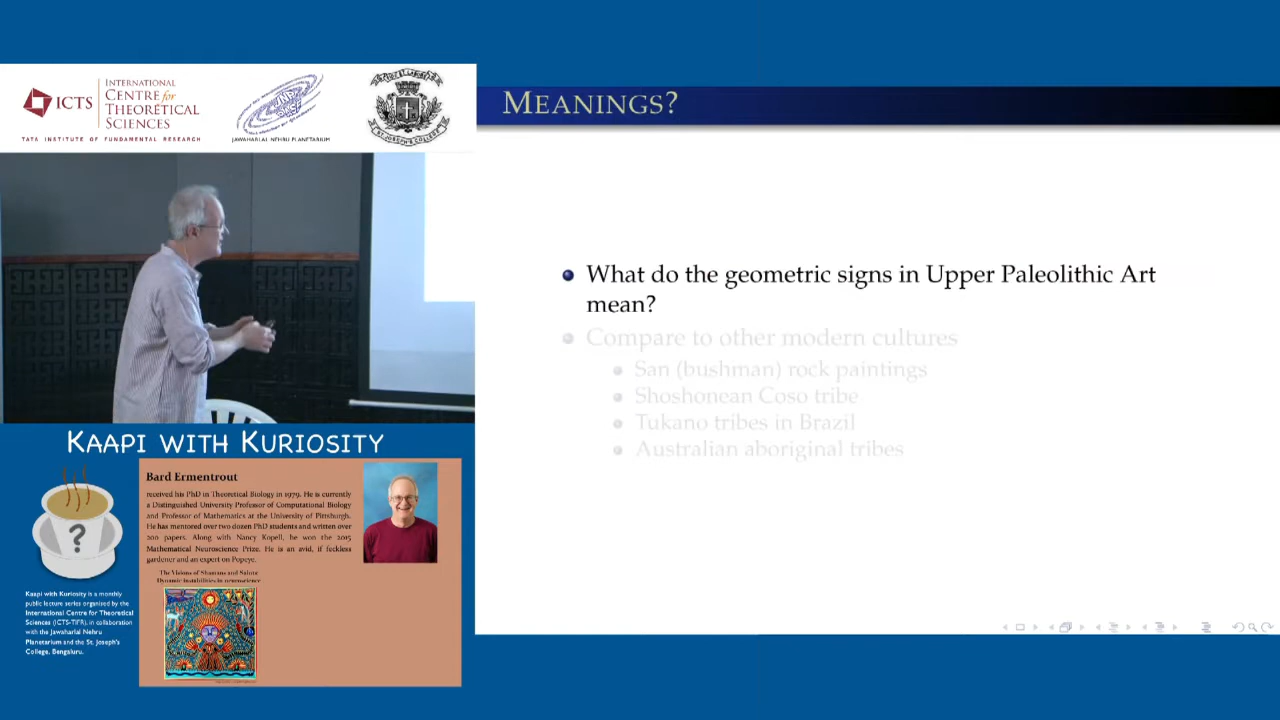 ICTS
INTERNATIONAL
CENTRE for
THEORETICAL
SCIENCES
TATA INSTITUTE OF FUNDAMENTAL RESEARCH
JAWAHARLAL NEHRU PLANETARIUM
MEANINGS?
What do the geometric signs in Upper Paleolithic Art
mean?
Compare to other modern cultures
San (bushman) rock paintings
Shoshonean Coso tribe
Tukano tribes in Brazil
Australian aboriginal tribes
KAAPI WITH KURIOSITY
?
Bard Ermentrout
received his PhD in Theoretical Biology in 1979. He is currently
a Distinguished University Professor of Computational Biology
and Professor of Mathematics at the University of Pittsburgh.
He has mentored over two dozen PhD students and written over
200 papers. Along with Nancy Kopell, he won the 2015
Mathematical Neuroscience Prize. He is an avid, if feckless
gardener and an expert on Popeye.
The Visions of Shamans and Saints
Dynamic instabilities in neuroscience
Kaapi with Kuriosity is a monthly
public lecture series organised by the
International Centre for Theoretical
Sciences (ICTS-TIFR), in collaboration
with the Jawaharlal Nehru
Planetarium and the St. Joseph's
College, Bengaluru.